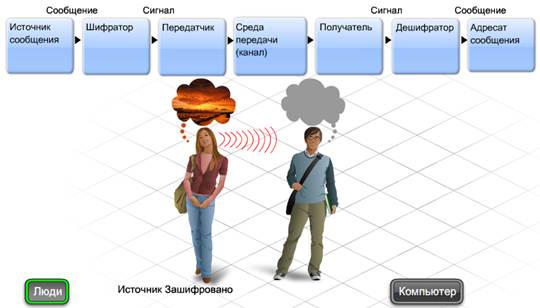 Сообщение Сигнал Сигнал Сообщение
Источник сообщения
Шифратор
Передатчик
Среда передачи (канал)
Получатель
Дешифратор
Адресат сообщения
Люди
Источник Зашифровано
Компьютер